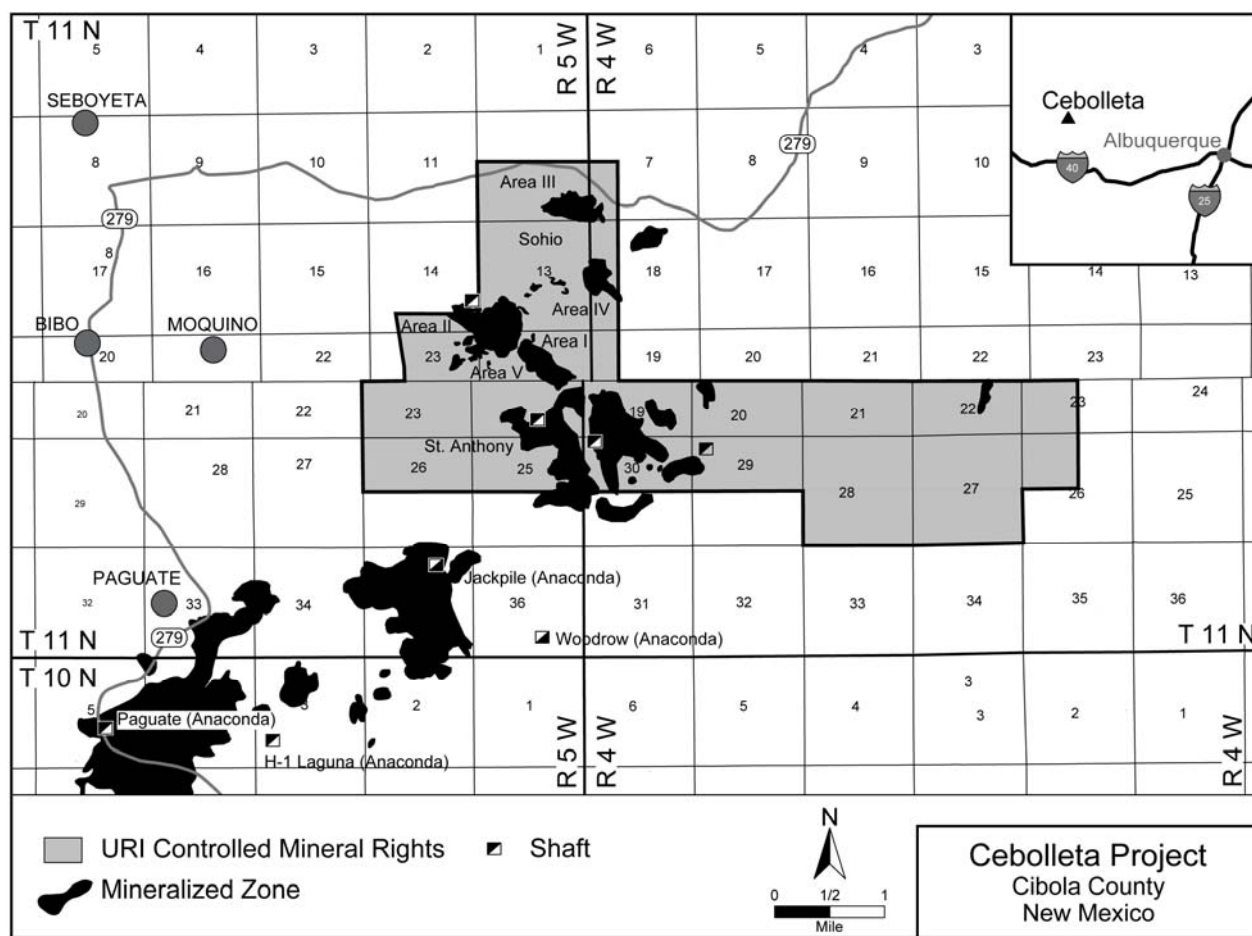 T 11 N
5
4
3
2
1
R 5 W
R 4 W
6
5
4
3
SEBOYETA
Cebolleta
Albuquerque
40
25
279
8
9
10
11
Area III
7
8
9
10
279
Sohio
8
17
16
15
14
13
18
17
16
15
14
13
Area IV
BIBO
MOQUINO
Area II
Area I
20
22
23
19
20
21
22
23
Area V
20
21
22
23
19
20
21
22
23
24
St. Anthony
28
27
26
25
30
29
28
27
26
25
29
PAGUATE
Jackpile (Anaconda)
32
33
34
36
31
32
33
34
35
36
279
Woodrow (Anaconda)
T 11 N
T 11 N
T 10 N
5
3
2
1
6
5
4
3
3
2
1
Paguate (Anaconda)
H-1 Laguna (Anaconda)
R 5 W
R 4 W
R 4 W
URI Controlled Mineral Rights
Shaft
Mineralized Zone
N
0 1/2 1
Mile
Cebolleta Project
Cibola County
New Mexico